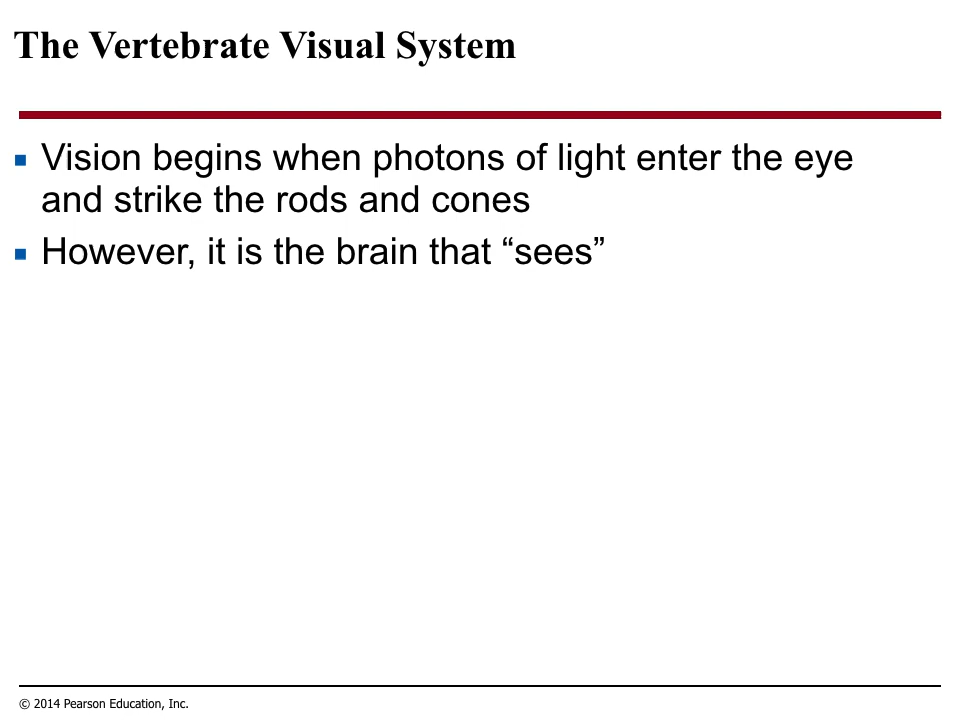 The Vertebrate Visual System
Vision begins when photons of light enter the eye
and strike the rods and cones
However, it is the brain that “sees”
© 2014 Pearson Education, Inc.